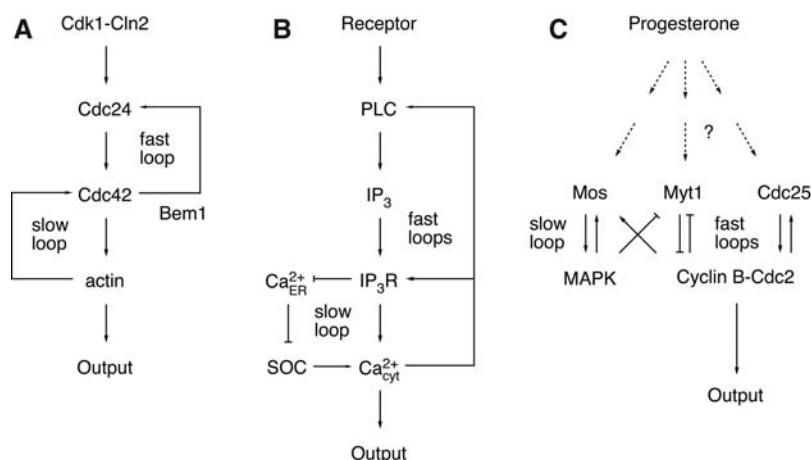 A
Cdk1-Cln2
Cdc24
fast
loop
Cdc42
Bem1
slow
loop
actin
Output
B
Receptor
PLC
IP3
fast
loops
Ca2+ER
IP3R
slow
loop
SOC
Ca2+cyt
Output
C
Progesterone
?
Mos
Myt1
Cdc25
slow
loop
fast
loops
MAPK
Cyclin B-Cdc2
Output